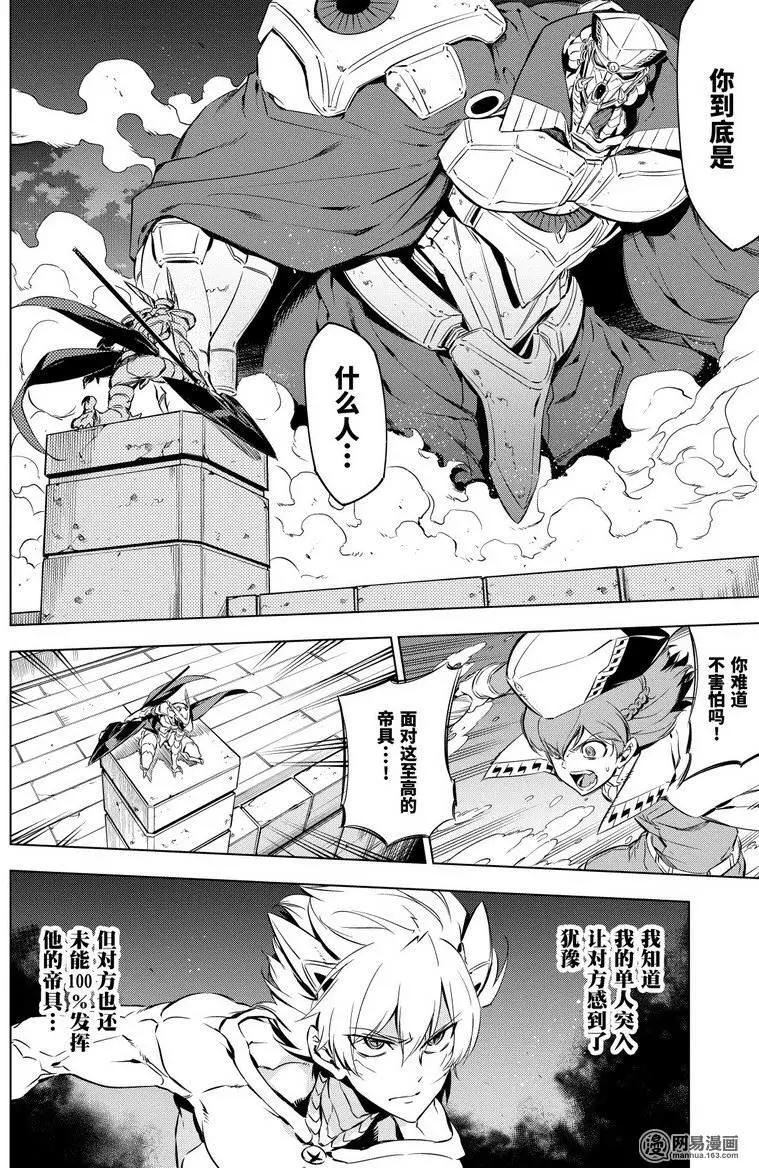 你到底是
什么人…
你难道
不害怕吗！
面对这至高的
帝具…！
我知道
我的单人突入
让对方感到了
犹豫
但对方也还
未能100%发挥
他的帝具…
网易漫画
manhua.163.com